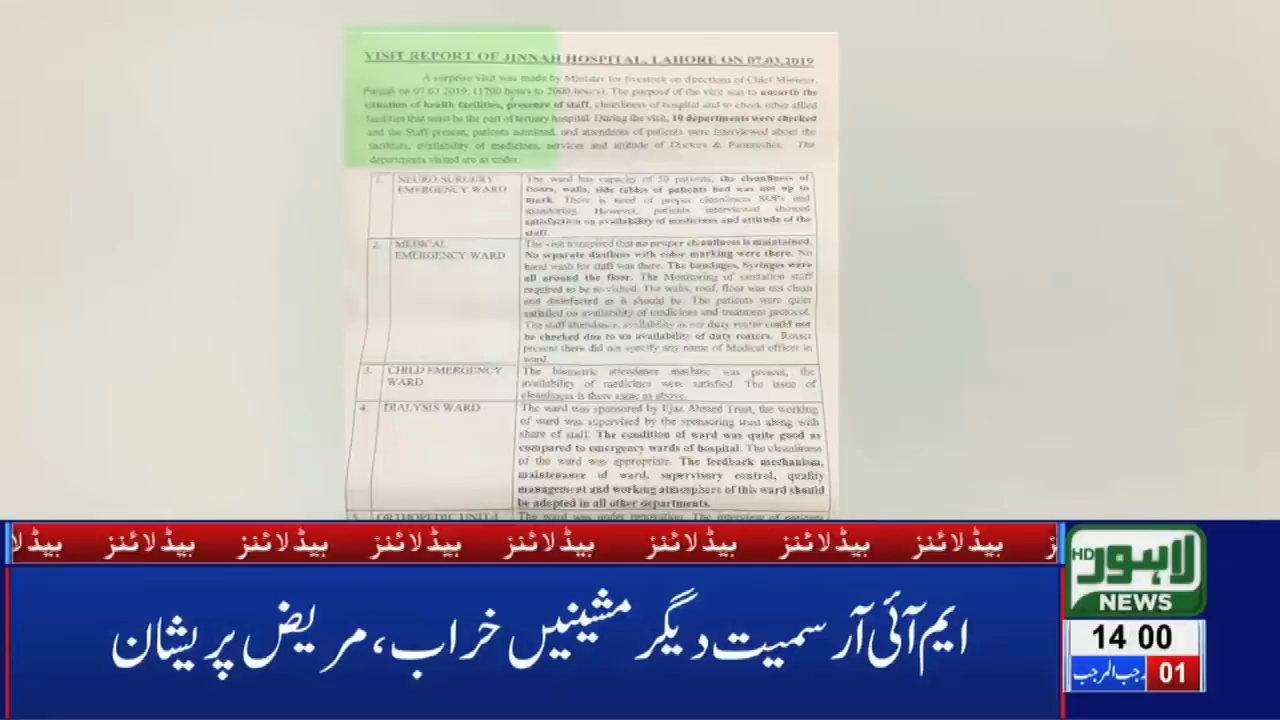 VISIT REPORT OF JINNAH HOSPITAL, LAHORE ON 07.03.2019
A surprise visit was made by Minister for livestock on directions of Chief Minister,
Punjab on 07.03.2019, (1700 hours to 2000 hours). The purpose of the visit was to unearth the
situation of health facilities, presence of staff, cleanliness of hospital and to check other allied
facilities that must be the part of tertiary hospital. During the visit, 10 departments were checked
and the Staff present, patients admitted, and attendants of patients were interviewed about the
facilities, availability of medicines, services and attitude of Doctors & Paramedics. The
departments visited are as under:
1. NEURO-SURGERY EMERGENCY WARD
The ward has capacity of 50 patients, the cleanliness of
floors, walls, side tables of patients bed was not up to
mark. There is need of proper cleanliness SOPs and
monitoring. However, patients interviewed showed
satisfaction on availability of medicines and attitude of the
staff.
2. MEDICAL EMERGENCY WARD
The visit transpired that no proper cleanliness is maintained.
No separate dustbins with color marking were there. No
hand wash for staff was there. The bandages, Syringes were
all around the floor. The Monitoring of sanitation staff
required to be re-visited. The walls, roof, floor was not clean
and disinfected as it should be. The patients were quiet
satisfied on availability of medicines and treatment protocol.
The staff attendance, availability as our duty roster could not
be checked due to un availability of duty rosters. Roster
present there did not specify any name of Medical officer in
ward.
3. CHILD EMERGENCY WARD
The biometric attendance machine was present, the
availability of medicines were satisfied. The issue of
cleanliness is there same as above.
4. DIALYSIS WARD
The ward was sponsored by Ejaz Ahmed Trust, the working
of ward was supervised by the sponsoring trust along with
share of staff. The condition of ward was quite good as
compared to emergency wards of hospital. The cleanliness
of the ward was appropriate. The feedback mechanism,
maintenance of ward, supervisory control, quality
management and working atmosphere of this ward should
be adopted in all other departments.
5. ORTHOPEDIC UNIT-I
The ward was under renovation. The interview of patients
ہیڈلائنز ہیڈلائنز ہیڈلائنز ہیڈلائنز ہیڈلائنز ہیڈلائنز ہیڈلائنز ہیڈلا
ایم آئی آر سمیت دیگر مشینیں خراب، مریض پریشان
لاہور HD
NEWS
14 00
01 رجب المرجب